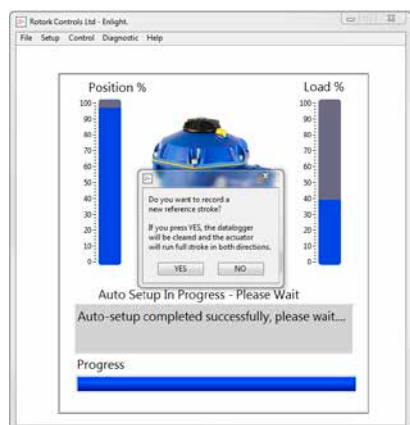 Rotork Controls Ltd - Enlight.
File Setup Control Diagnostic Help
Position % Load %
100 100
90 90
80 80
70 70
60 60
50 50
40 40
30 30
20 20
10 10
0 0
Do you want to record a
new reference stroke?
If you press YES, the datalogger
will be cleared and the actuator
will run full stroke in both directions.
YES NO
Auto Setup In Progress - Please Wait
Auto-setup completed successfully, please wait....
Progress